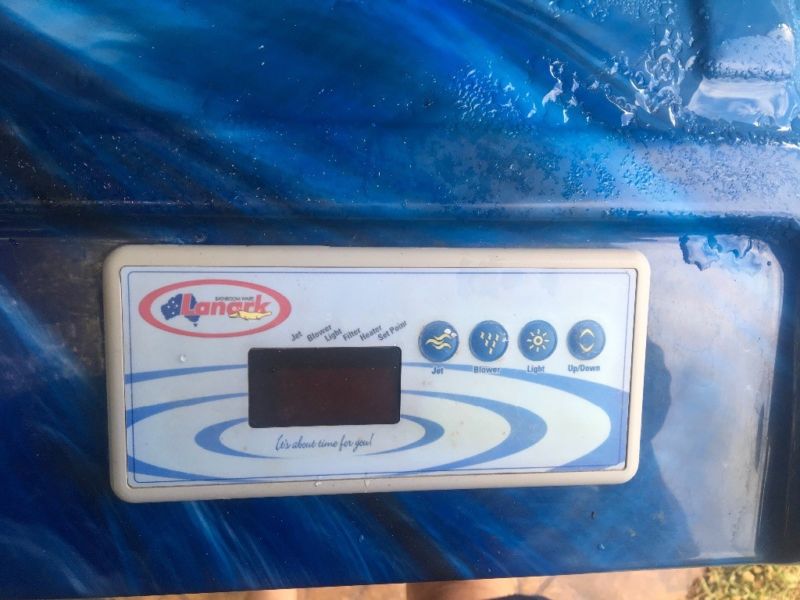 BATHROOM WARE
Lanark
Jet Blower Light Filter Heater Set Point
Jet Blower Light Up/Down
It's about time for you!